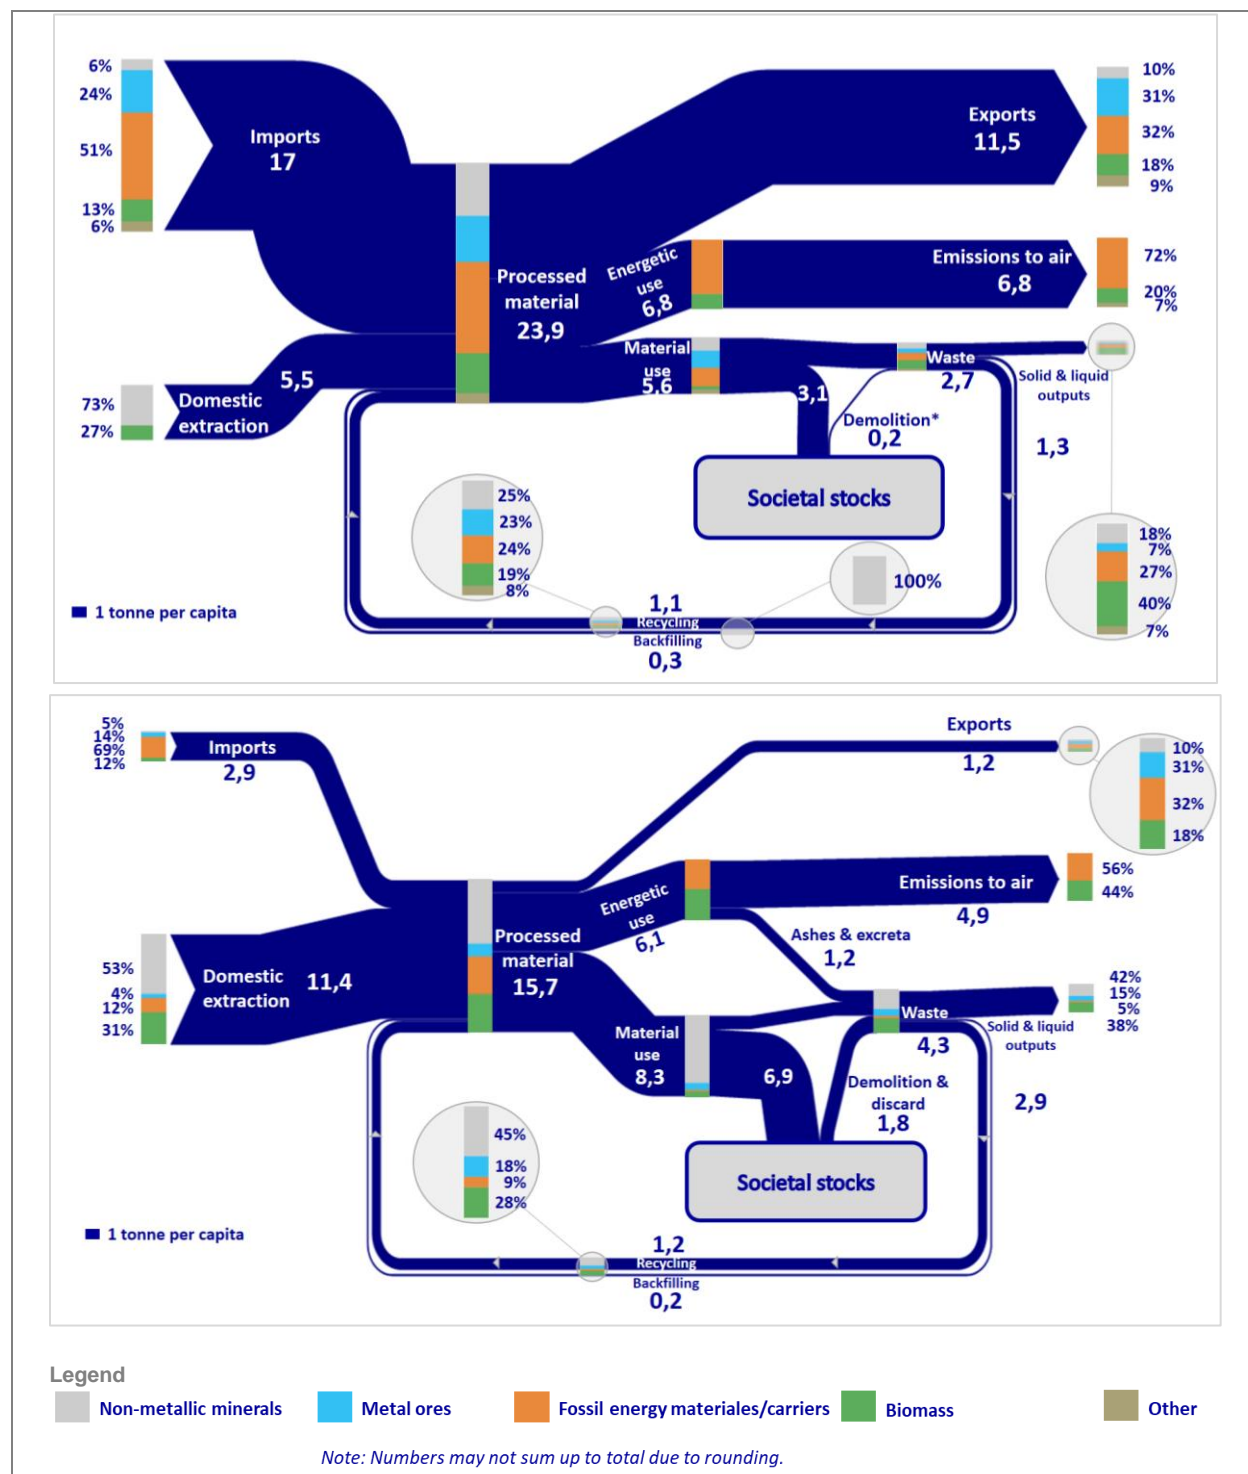 6%
24%
51%
13%
6%
Imports
17
Exports
11,5
10%
31%
32%
18%
9%
Processed
material
23,9
Energetic
use
6,8
Emissions to air
6,8
72%
20%
7%
Domestic
extraction
5,5
73%
27%
Material
use
5,6
3,1
Waste
2,7
Solid & liquid
outputs
1,3
Demolition*
0,2
Societal stocks
25%
23%
24%
19%
8%
100%
18%
7%
27%
40%
7%
1 tonne per capita
1,1
Recycling
Backfilling
0,3
5%
14%
69%
12%
Imports
2,9
Exports
1,2
10%
31%
32%
18%
Energetic
use
6,1
Emissions to air
4,9
56%
44%
Processed
material
15,7
Ashes & excreta
1,2
53%
4%
12%
31%
Domestic
extraction
11,4
Material
use
8,3
6,9
Waste
4,3
42%
15%
5%
38%
Solid & liquid
outputs
2,9
Demolition &
discard
1,8
Societal stocks
45%
18%
9%
28%
1 tonne per capita
1,2
Recycling
Backfilling
0,2
Legend
Non-metallic minerals
Metal ores
Fossil energy materiales/carriers
Biomass
Other
Note: Numbers may not sum up to total due to rounding.